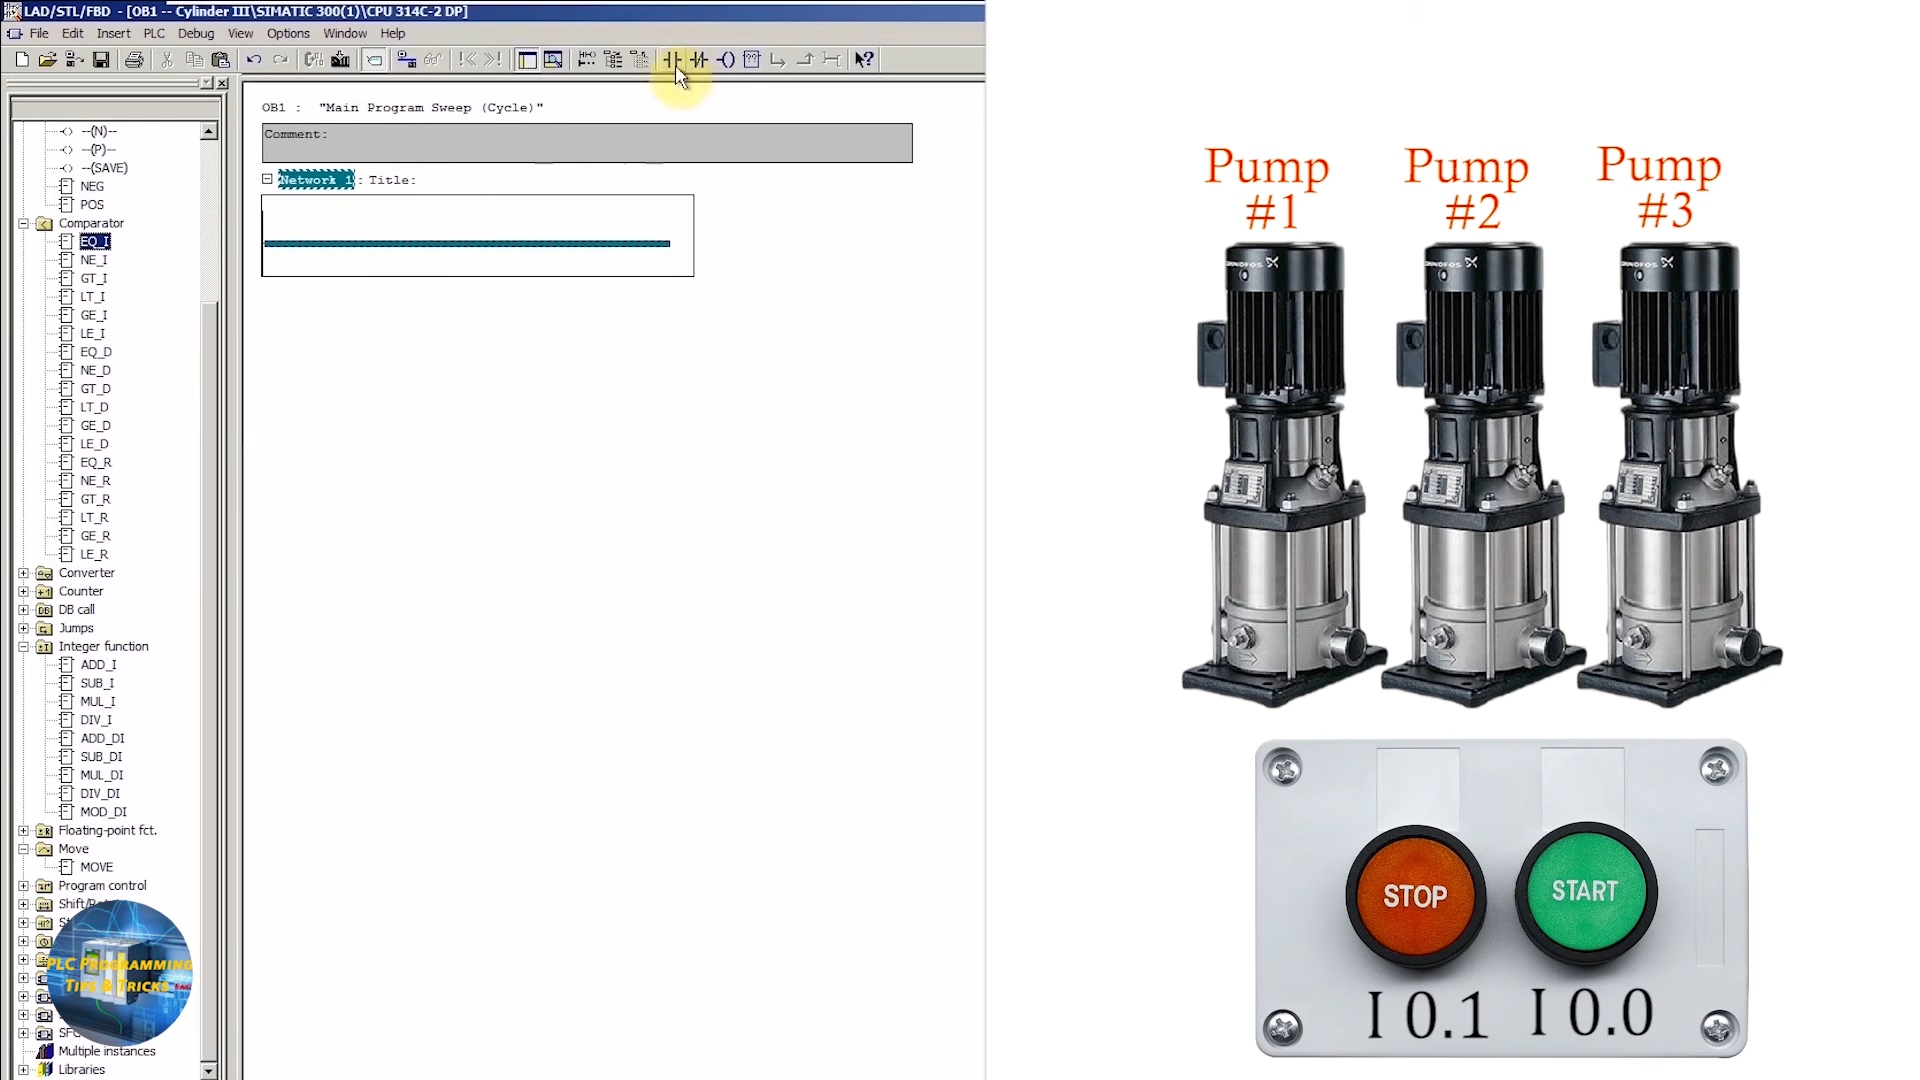 LAD/STL/FBD - [OB1 -- Cylinder III\SIMATIC 300(1)\CPU 314C-2 DP]
File Edit Insert PLC Debug View Options Window Help
--(N)--
--(P)--
--(SAVE)
NEG
POS
Comparator
EQ_I
NE_I
GT_I
LT_I
GE_I
LE_I
EQ_D
NE_D
GT_D
LT_D
GE_D
LE_D
EQ_R
NE_R
GT_R
LT_R
GE_R
LE_R
Converter
Counter
DB call
Jumps
Integer function
ADD_I
SUB_I
MUL_I
DIV_I
ADD_DI
SUB_DI
MUL_DI
DIV_DI
MOD_DI
Floating-point fct.
Move
MOVE
Program control
Multiple instances
Libraries
PLC Programming
Tips & Tricks
OB1 : "Main Program Sweep (Cycle)"
Comment:
Network 1: Title:
Pump
#1
Pump
#2
Pump
#3
STOP
START
I 0.1
I 0.0